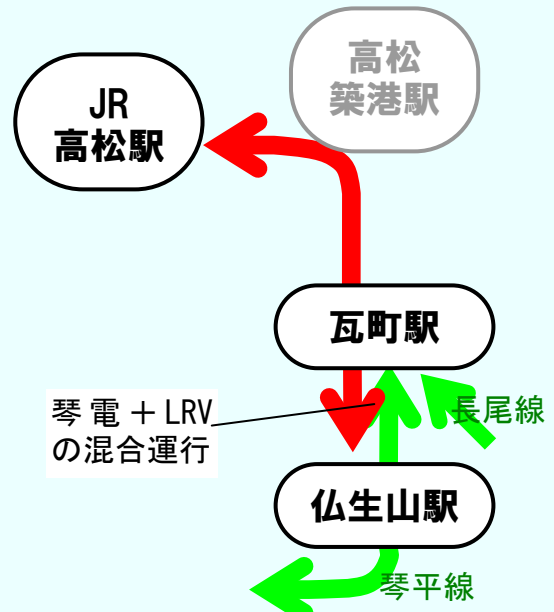 高松
築港駅
JR
高松駅
瓦町駅
琴電＋LRV
の混合運行
長尾線
仏生山駅
琴平線